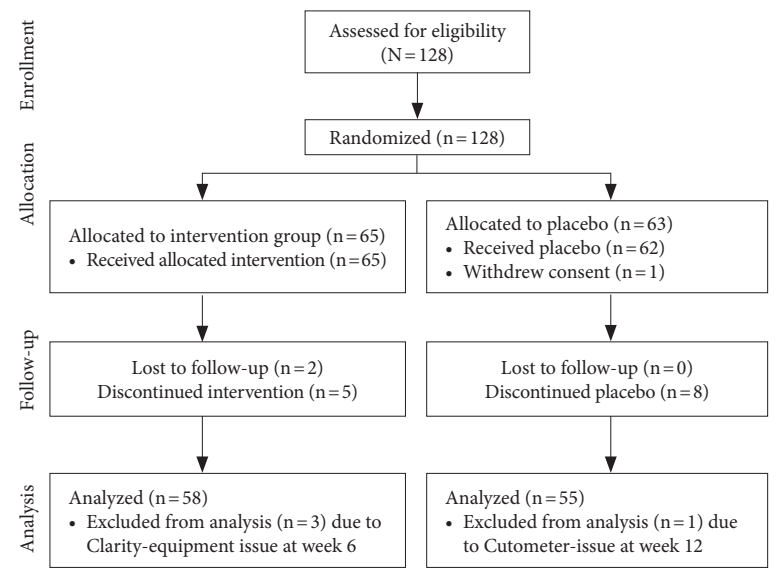 Enrollment
Assessed for eligibility
(N = 128)
Randomized (n = 128)
Allocation
Allocated to intervention group (n = 65)
• Received allocated intervention (n = 65)
Allocated to placebo (n = 63)
• Received placebo (n = 62)
• Withdrew consent (n = 1)
Follow-up
Lost to follow-up (n = 2)
Discontinued intervention (n = 5)
Lost to follow-up (n = 0)
Discontinued placebo (n = 8)
Analysis
Analyzed (n = 58)
• Excluded from analysis (n = 3) due to
Clarity-equipment issue at week 6
Analyzed (n = 55)
• Excluded from analysis (n = 1) due
to Cutometer-issue at week 12